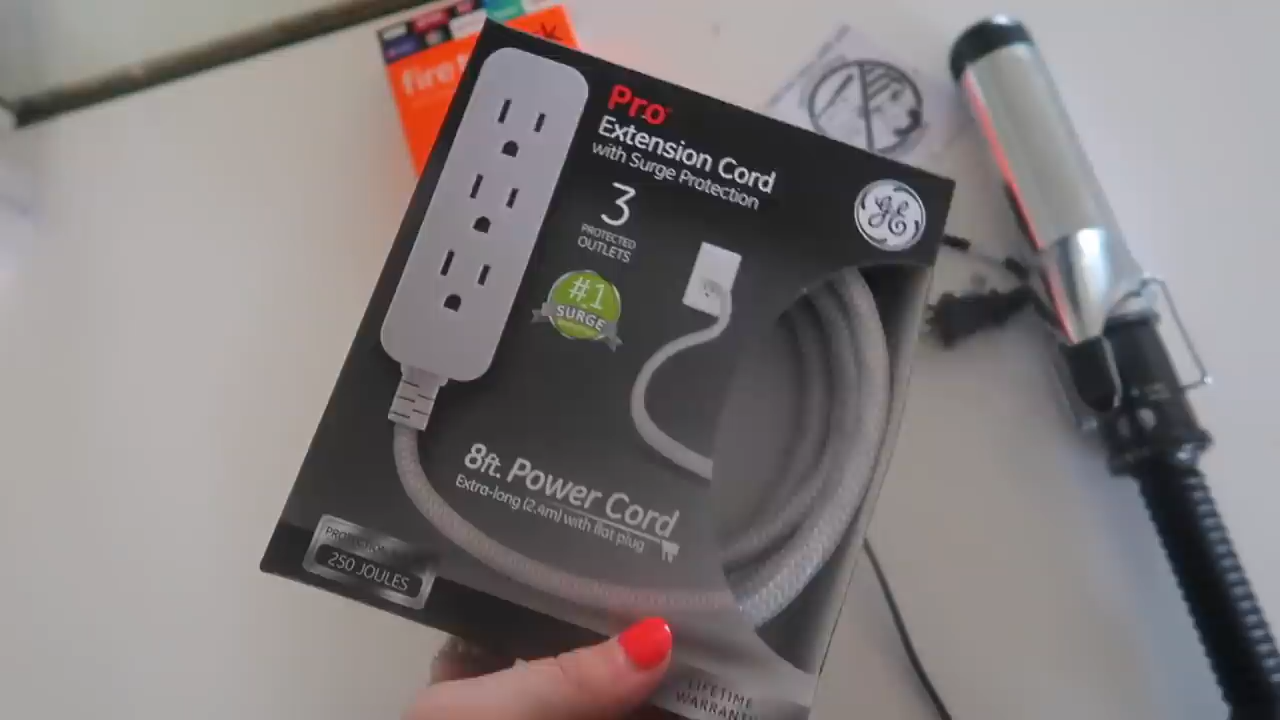 fire
Pro
Extension Cord
with Surge Protection
3
PROTECTED
OUTLETS
GE
#1
SURGE
8ft. Power Cord
Extra-long (2.4m) with flat plug
250 JOULES
LIFETIME